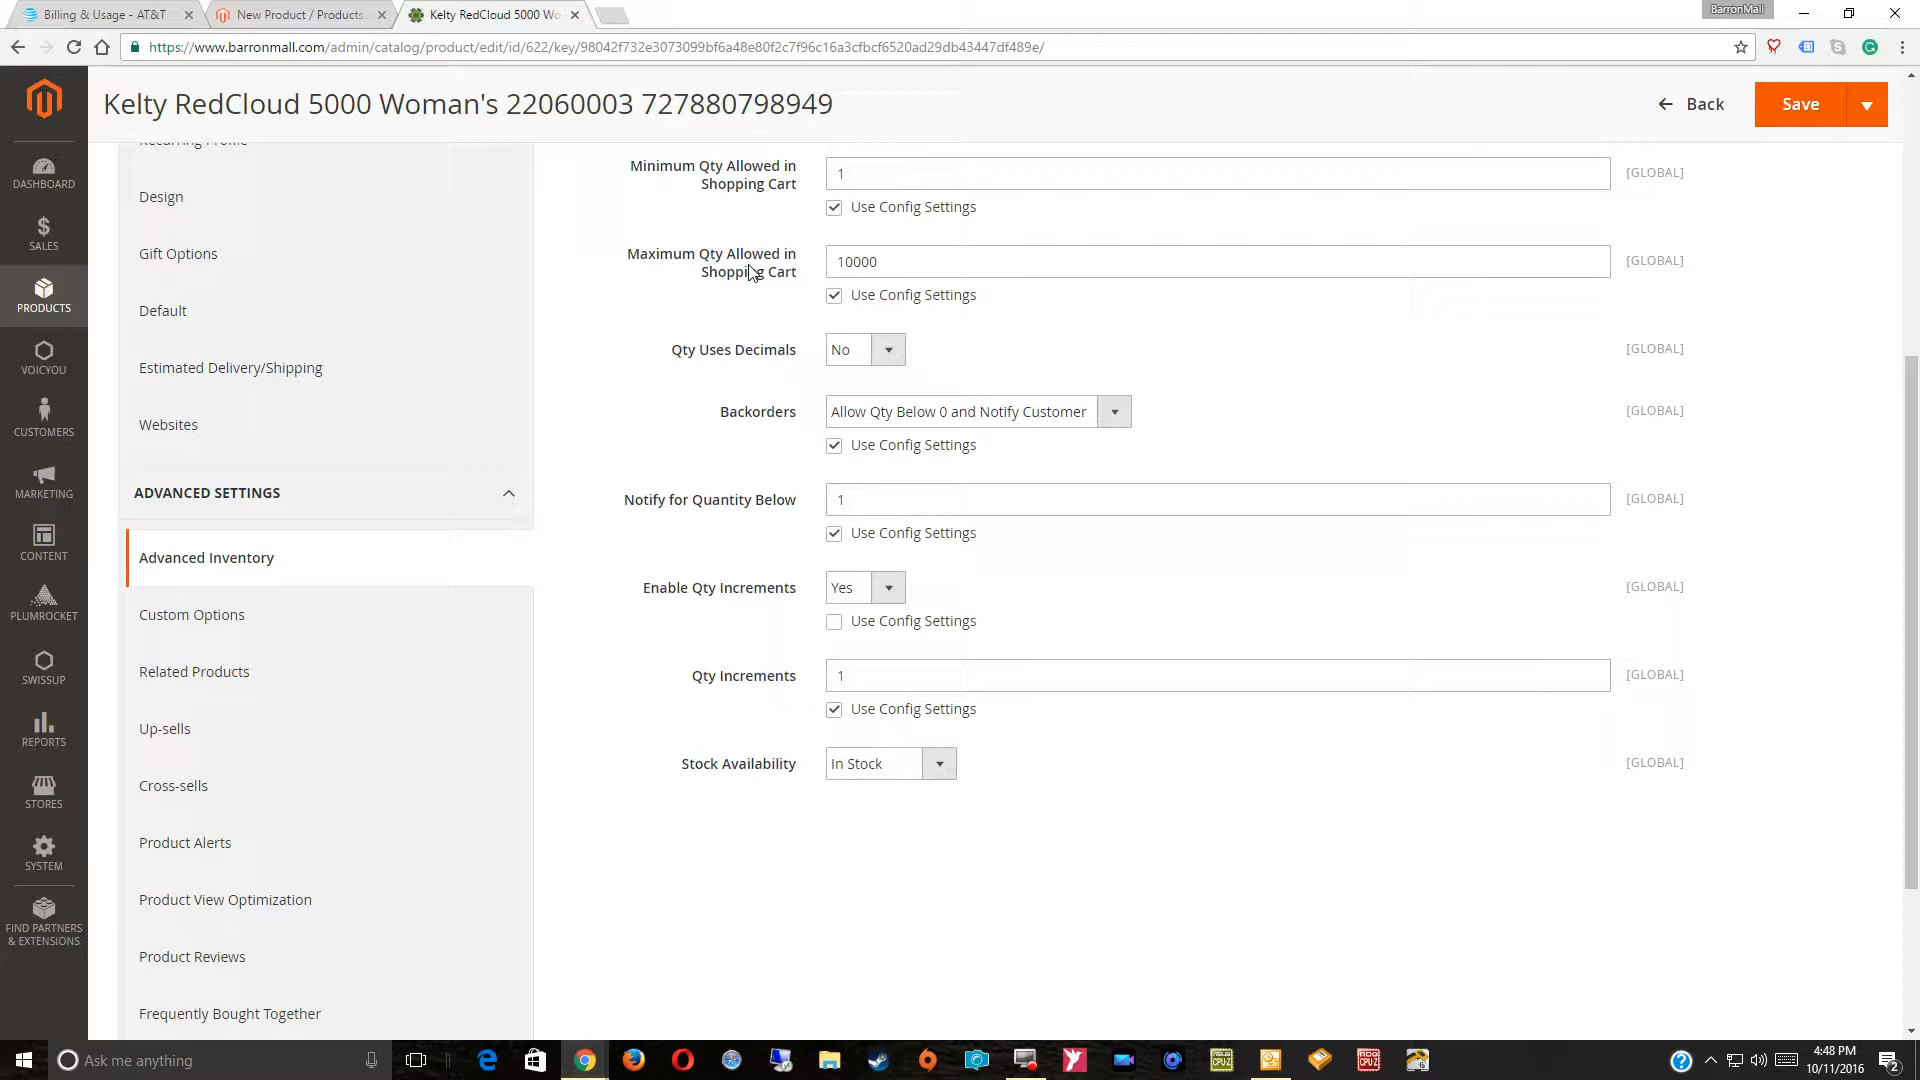 Billing & Usage - AT&T
New Product / Products
Kelty RedCloud 5000 Wo
BarronMall
https://www.barronmall.com/admin/catalog/product/edit/id/622/key/98042f732e3073099bf6a48e80f2c7f96c16a3cfbcf6520ad29db43447df489e/
Kelty RedCloud 5000 Woman's 22060003 727880798949
Back
Save
DASHBOARD
SALES
PRODUCTS
VOICYOU
CUSTOMERS
MARKETING
CONTENT
PLUMROCKET
SWISSUP
REPORTS
STORES
SYSTEM
FIND PARTNERS
& EXTENSIONS
Recurring Profile
Design
Gift Options
Default
Estimated Delivery/Shipping
Websites
ADVANCED SETTINGS
Advanced Inventory
Custom Options
Related Products
Up-sells
Cross-sells
Product Alerts
Product View Optimization
Product Reviews
Frequently Bought Together
Minimum Qty Allowed in
Shopping Cart
1
[GLOBAL]
Use Config Settings
Maximum Qty Allowed in
Shopping Cart
10000
[GLOBAL]
Use Config Settings
Qty Uses Decimals
No
[GLOBAL]
Backorders
Allow Qty Below 0 and Notify Customer
[GLOBAL]
Use Config Settings
Notify for Quantity Below
1
[GLOBAL]
Use Config Settings
Enable Qty Increments
Yes
[GLOBAL]
Use Config Settings
Qty Increments
1
[GLOBAL]
Use Config Settings
Stock Availability
In Stock
[GLOBAL]
Ask me anything
4:48 PM
10/11/2016
2